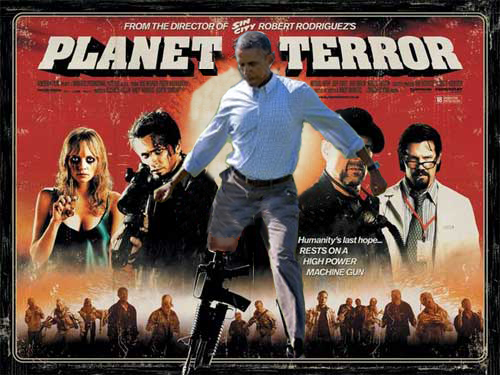 FROM THE DIRECTOR OF SIN CITY ROBERT RODRIGUEZ'S
PLANET TERROR
Humanity's last hope...
RESTS ON A
HIGH POWER
MACHINE GUN